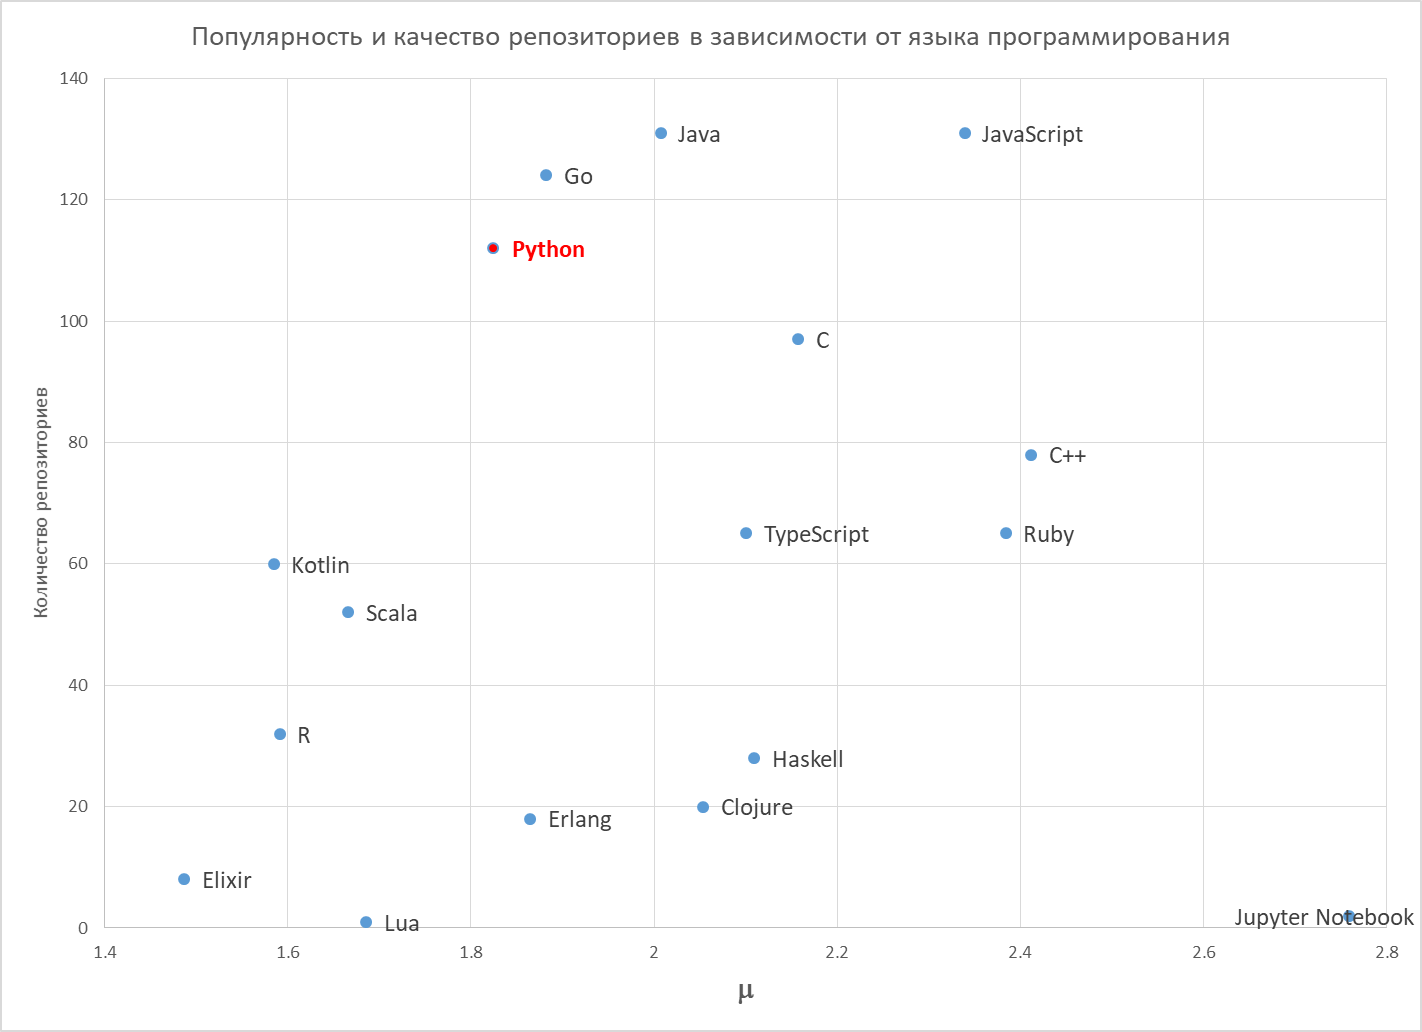 Популярность и качество репозиториев в зависимости от языка программирования
140
Java
JavaScript
Go
120
Python
100
C
Количество репозиториев
80
C++
TypeScript
Ruby
60
Kotlin
Scala
40
R
Haskell
20
Clojure
Erlang
Elixir
Lua
Jupyter Notebook
0
1.4
1.6
1.8
2
2.2
2.4
2.6
2.8
μ